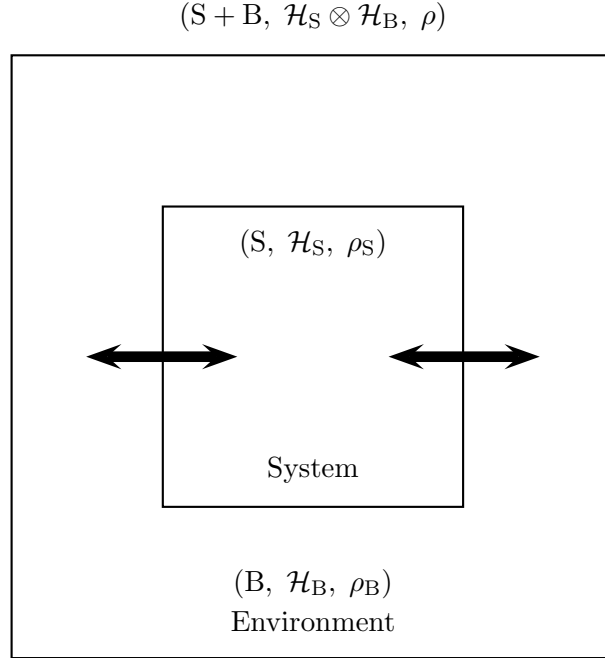 (S + B, ℋ_S ⊗ ℋ_B, ρ)
(S, ℋ_S, ρ_S)
System
(B, ℋ_B, ρ_B)
Environment